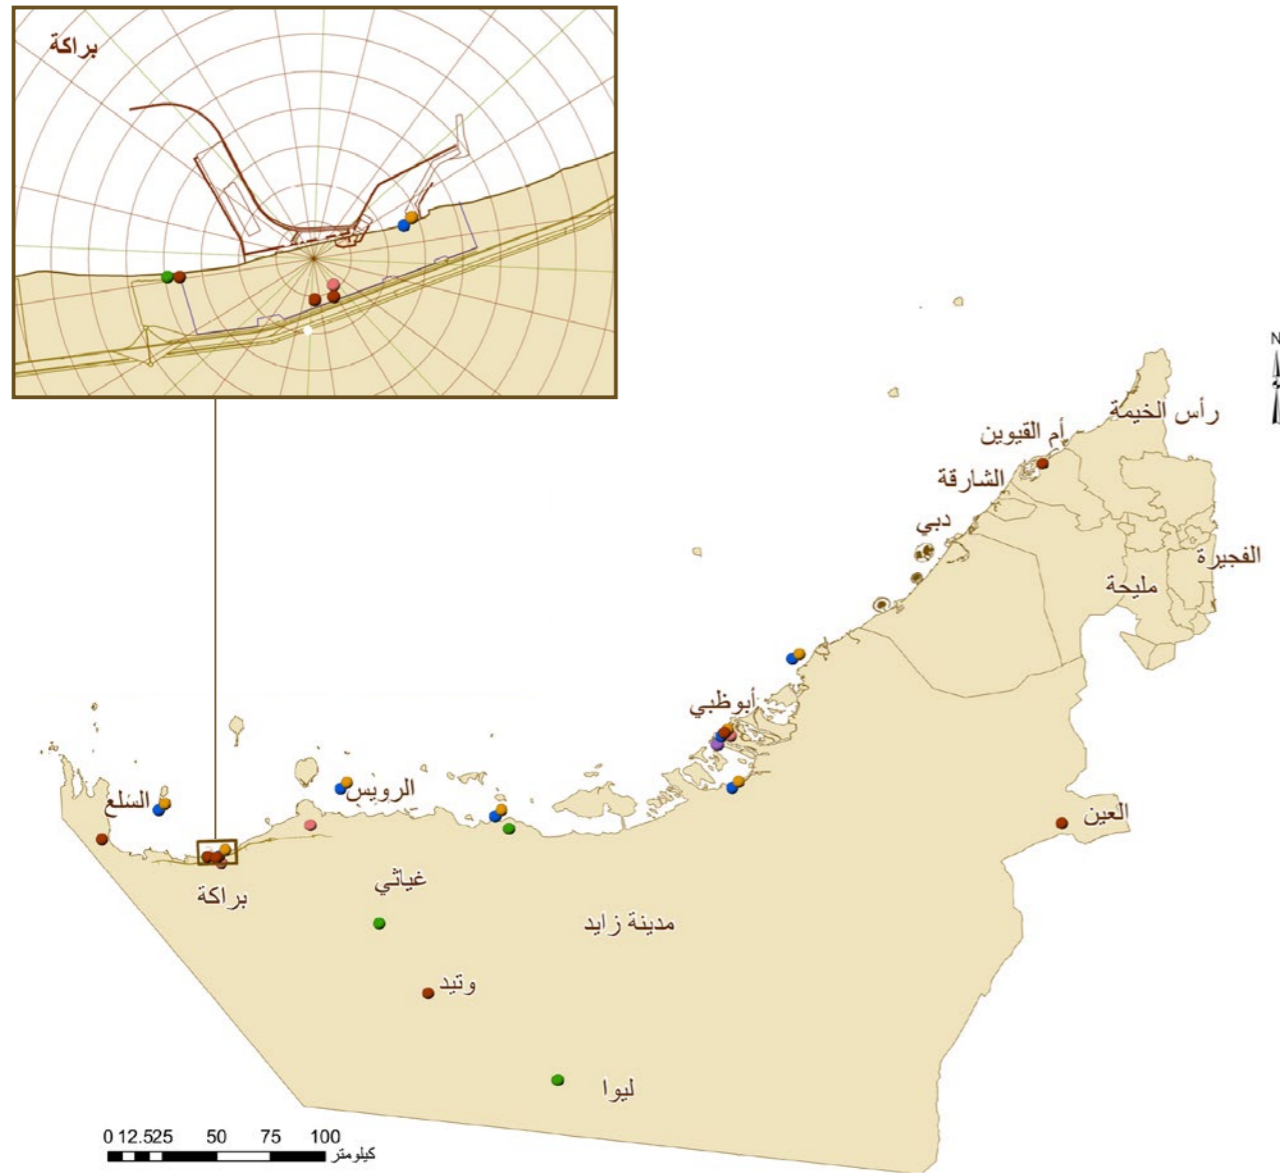 براكة
N
رأس الخيمة
أم القيوين
الشارقة
دبي
الفجيرة
مليحة
أبوظبي
الرويس
السلع
العين
غياثي
براكة
مدينة زايد
وتيد
ليوا
0 12.525 50 75 100
كيلومتر